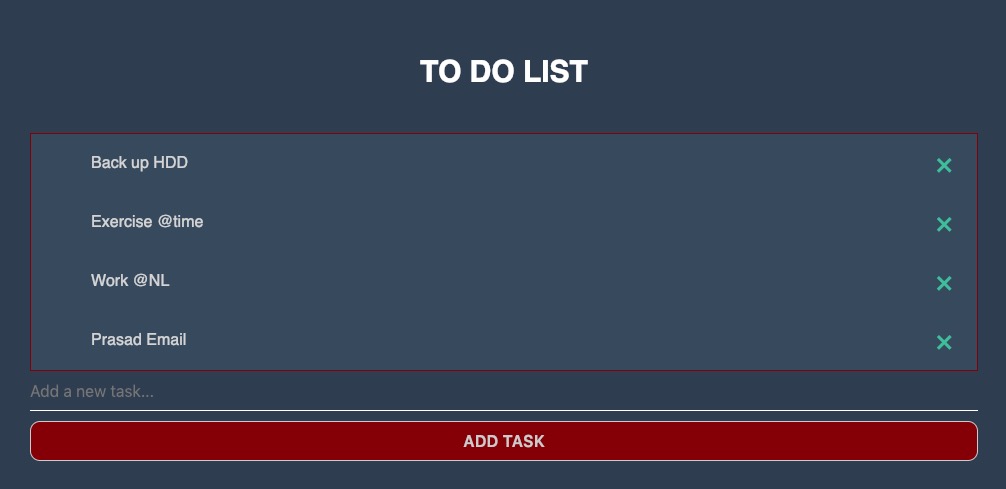 TO DO LIST
Back up HDD
Exercise @time
Work @NL
Prasad Email
Add a new task...
ADD TASK